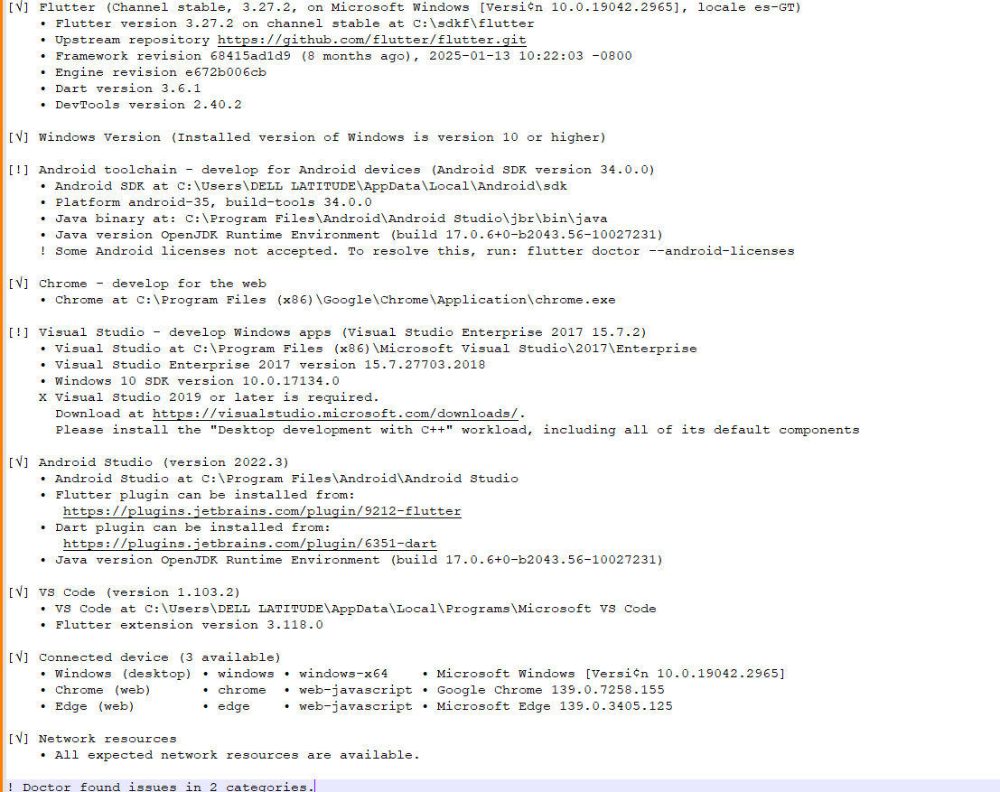 [√] Flutter (Channel stable, 3.27.2, on Microsoft Windows [Versi¢n 10.0.19042.2965], locale es-GT)
• Flutter version 3.27.2 on channel stable at C:\sdkf\flutter
• Upstream repository https://github.com/flutter/flutter.git
• Framework revision 68415ad1d9 (8 months ago), 2025-01-13 10:22:03 -0800
• Engine revision e672b006cb
• Dart version 3.6.1
• DevTools version 2.40.2
[√] Windows Version (Installed version of Windows is version 10 or higher)
[!] Android toolchain - develop for Android devices (Android SDK version 34.0.0)
• Android SDK at C:\Users\DELL LATITUDE\AppData\Local\Android\sdk
• Platform android-35, build-tools 34.0.0
• Java binary at: C:\Program Files\Android\Android Studio\jbr\bin\java
• Java version OpenJDK Runtime Environment (build 17.0.6+0-b2043.56-10027231)
! Some Android licenses not accepted. To resolve this, run: flutter doctor --android-licenses
[√] Chrome - develop for the web
• Chrome at C:\Program Files (x86)\Google\Chrome\Application\chrome.exe
[!] Visual Studio - develop Windows apps (Visual Studio Enterprise 2017 15.7.2)
• Visual Studio at C:\Program Files (x86)\Microsoft Visual Studio\2017\Enterprise
• Visual Studio Enterprise 2017 version 15.7.27703.2018
• Windows 10 SDK version 10.0.17134.0
X Visual Studio 2019 or later is required.
Download at https://visualstudio.microsoft.com/downloads/.
Please install the "Desktop development with C++" workload, including all of its default components
[√] Android Studio (version 2022.3)
• Android Studio at C:\Program Files\Android\Android Studio
• Flutter plugin can be installed from:
https://plugins.jetbrains.com/plugin/9212-flutter
• Dart plugin can be installed from:
https://plugins.jetbrains.com/plugin/6351-dart
• Java version OpenJDK Runtime Environment (build 17.0.6+0-b2043.56-10027231)
[√] VS Code (version 1.103.2)
• VS Code at C:\Users\DELL LATITUDE\AppData\Local\Programs\Microsoft VS Code
• Flutter extension version 3.118.0
[√] Connected device (3 available)
• Windows (desktop) • windows • windows-x64 • Microsoft Windows [Versi¢n 10.0.19042.2965]
• Chrome (web) • chrome • web-javascript • Google Chrome 139.0.7258.155
• Edge (web) • edge • web-javascript • Microsoft Edge 139.0.3405.125
[√] Network resources
• All expected network resources are available.
! Doctor found issues in 2 categories.